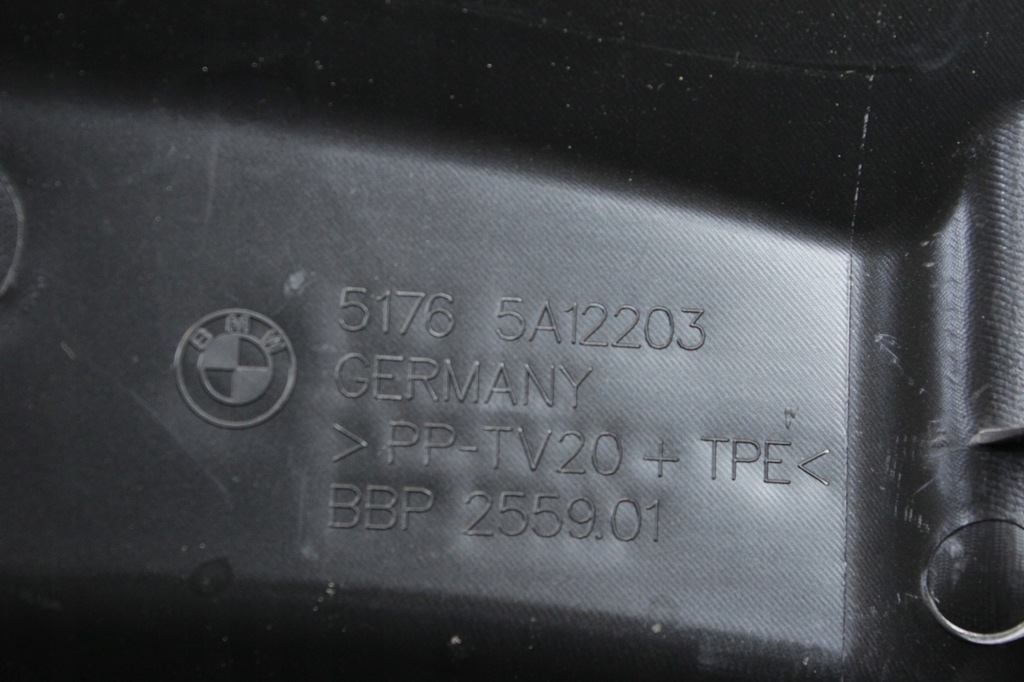 BMW
5176 5A12203
GERMANY
>PP-TV20 + TPE<
BBP 2559.01